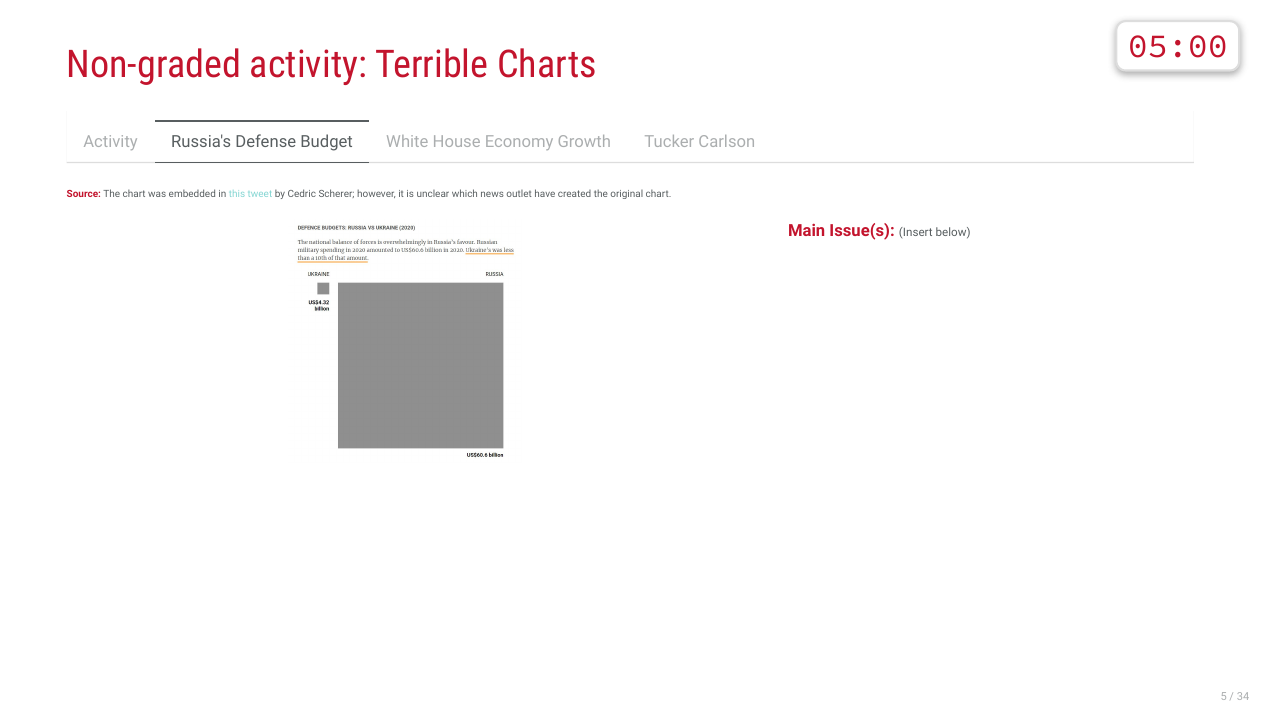 Non-graded activity: Terrible Charts
05:00
Activity
Russia's Defense Budget
White House Economy Growth
Tucker Carlson
Source: The chart was embedded in this tweet by Cedric Scherer; however, it is unclear which news outlet have created the original chart.
DEFENCE BUDGETS: RUSSIA VS UKRAINE (2020)
The national balance of forces is overwhelmingly in Russia's favour. Russian
military spending in 2020 amounted to US$60.6 billion in 2020. Ukraine's was less
than a 10th of that amount.
UKRAINE
RUSSIA
US$4.32
billion
US$60.6 billion
Main Issue(s): (Insert below)
5 / 34